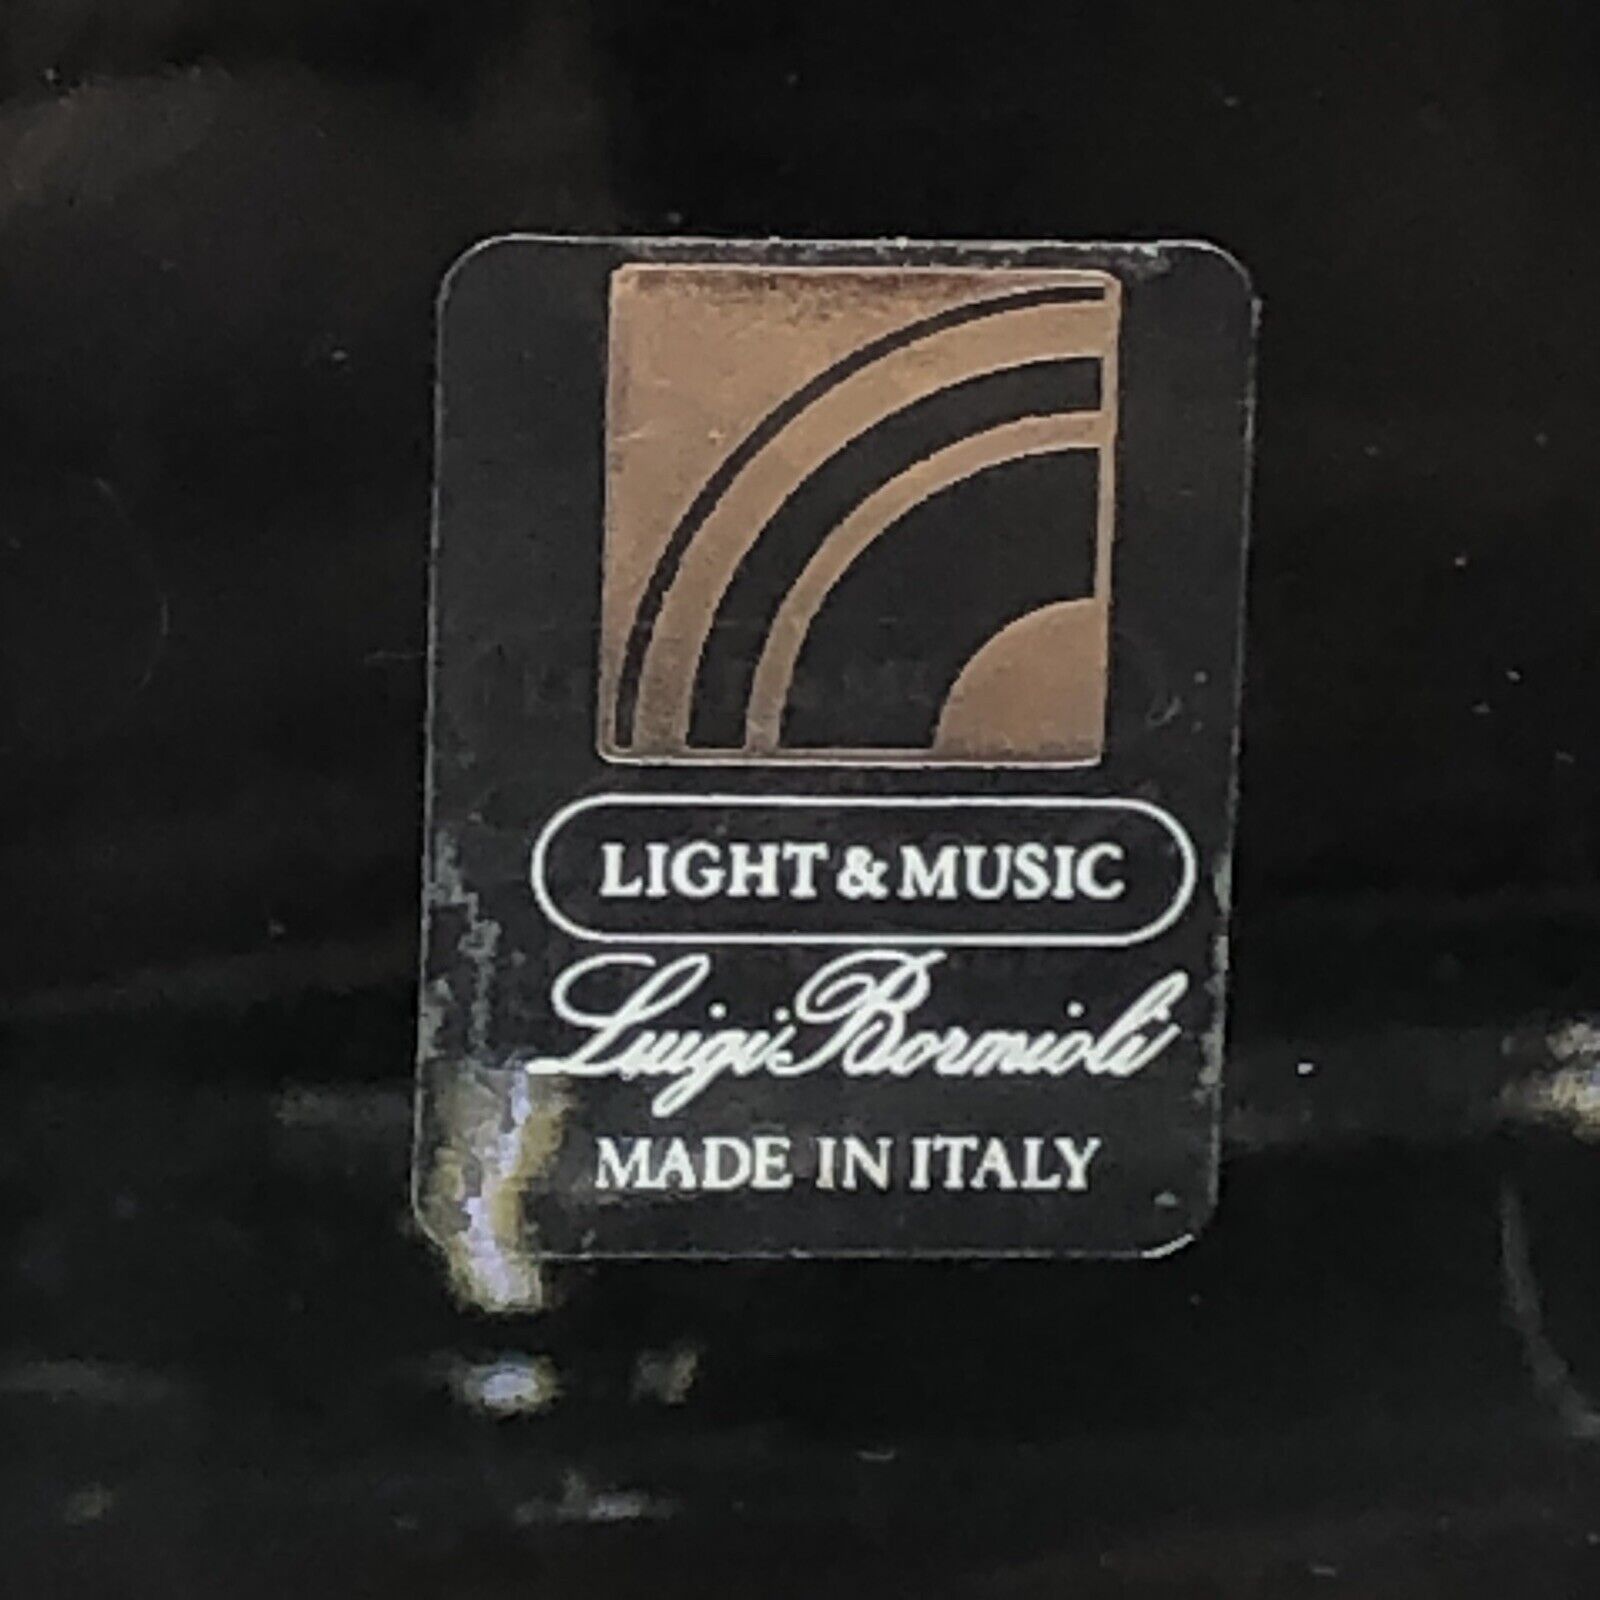 LIGHT & MUSIC
Luigi Bormioli
MADE IN ITALY